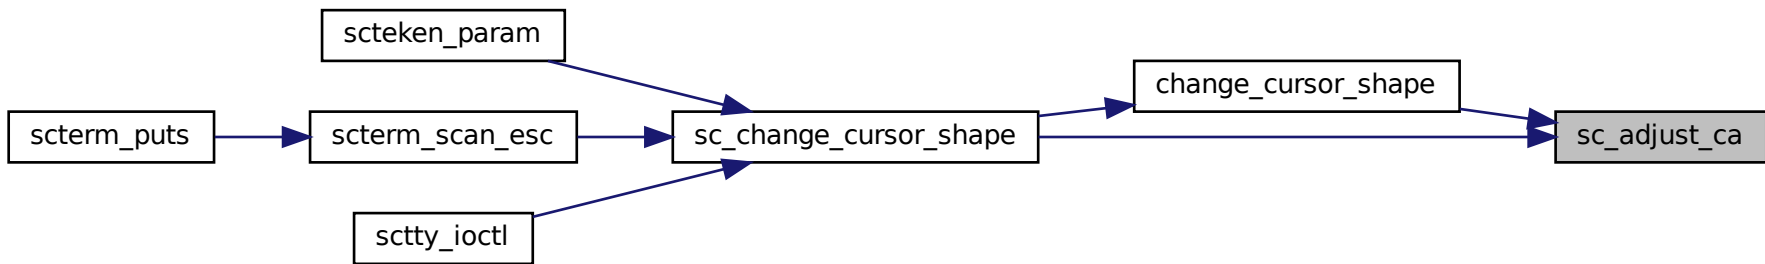 scteken_param
change_cursor_shape
scterm_puts
scterm_scan_esc
sc_change_cursor_shape
sc_adjust_ca
sctty_ioctl